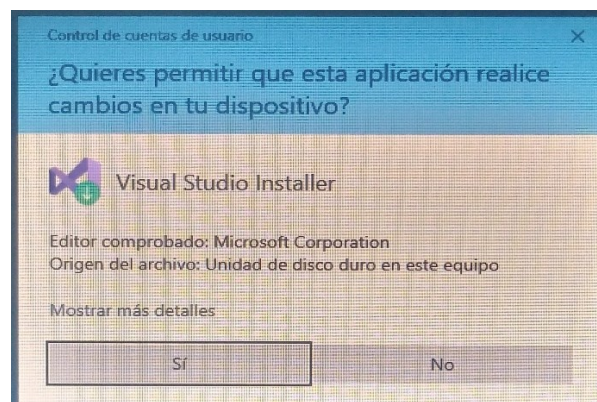 Control de cuentas de usuario
¿Quieres permitir que esta aplicación realice
cambios en tu dispositivo?
Visual Studio Installer
Editor comprobado: Microsoft Corporation
Origen del archivo: Unidad de disco duro en este equipo
Mostrar más detalles
Sí
No